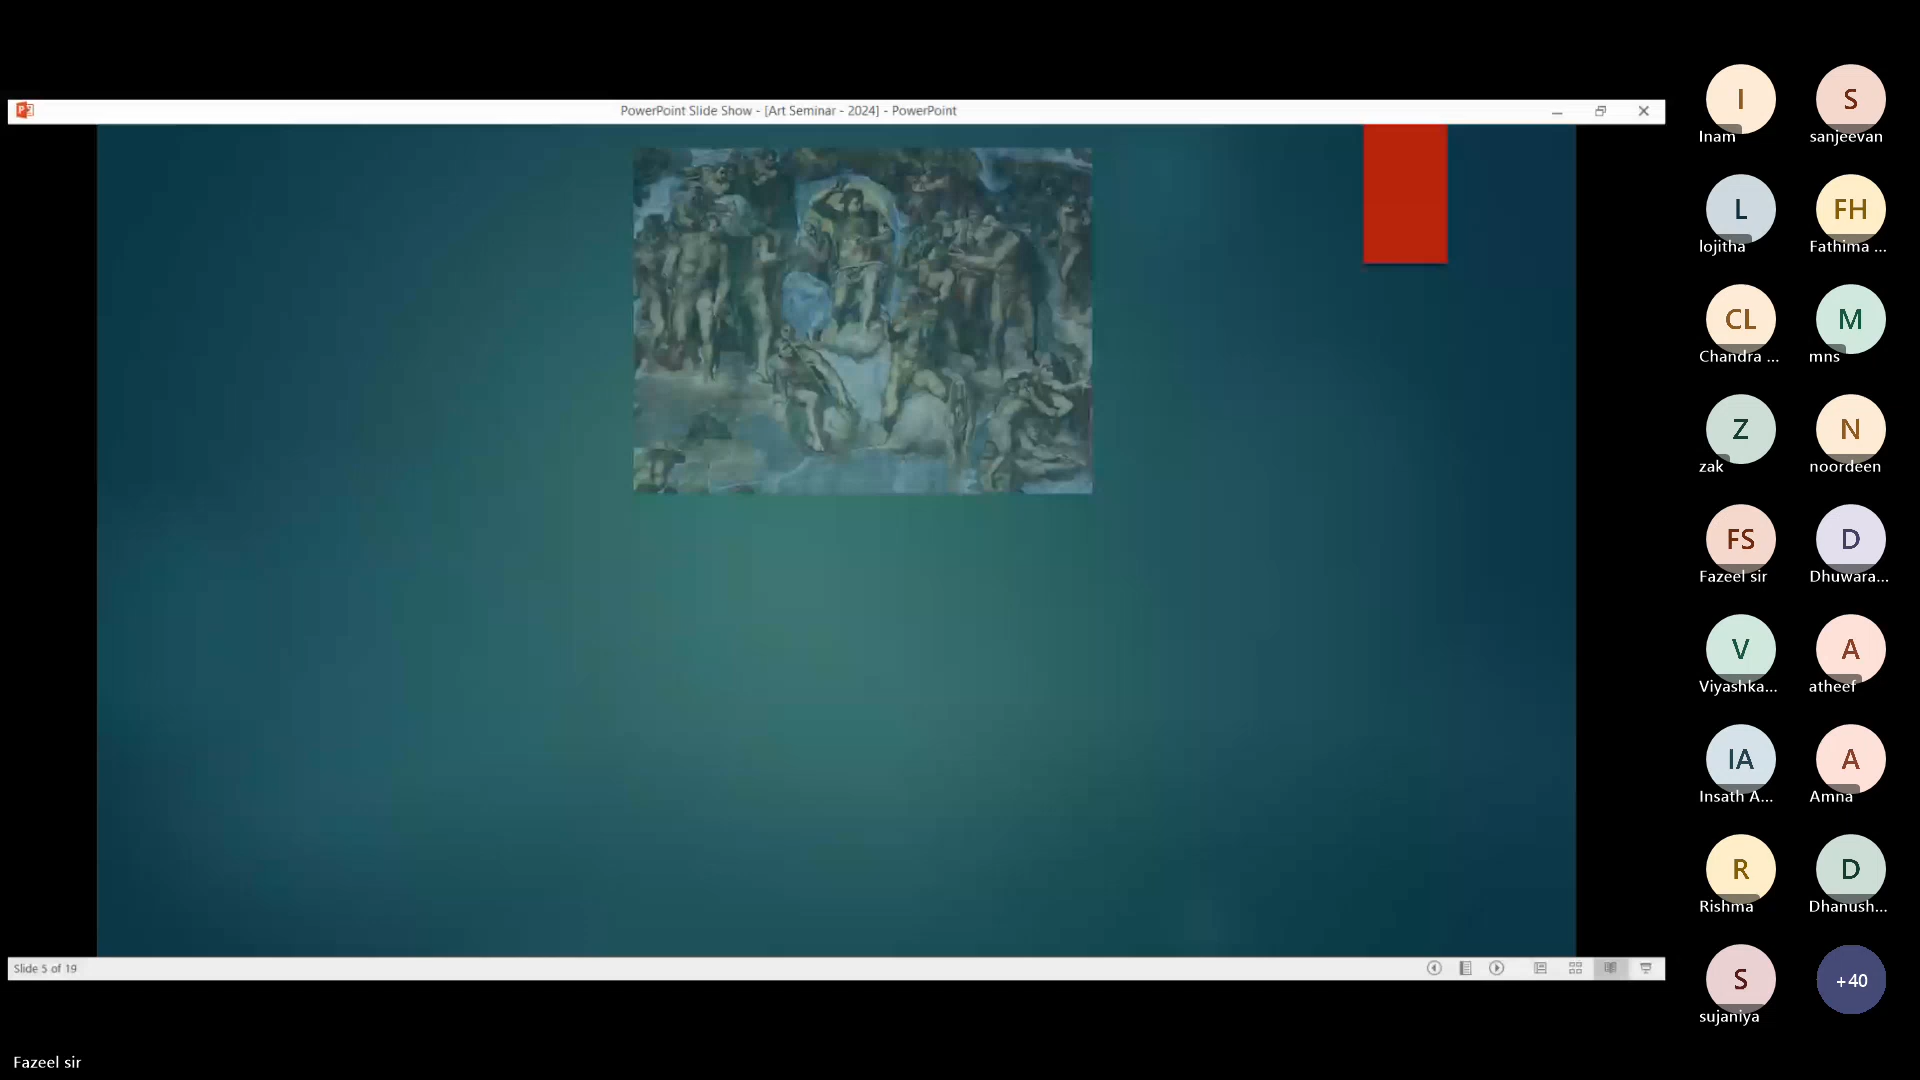 PowerPoint Slide Show - [Art Seminar - 2024] - PowerPoint
I
Inam
S
sanjeevan
L
lojitha
FH
Fathima ...
CL
Chandra ...
M
mns
Z
zak
N
noordeen
FS
Fazeel sir
D
Dhuwara...
V
Viyashka...
A
atheef
IA
Insath A...
A
Amna
R
Rishma
D
Dhanush...
S
sujaniya
+40
Slide 5 of 19
Fazeel sir